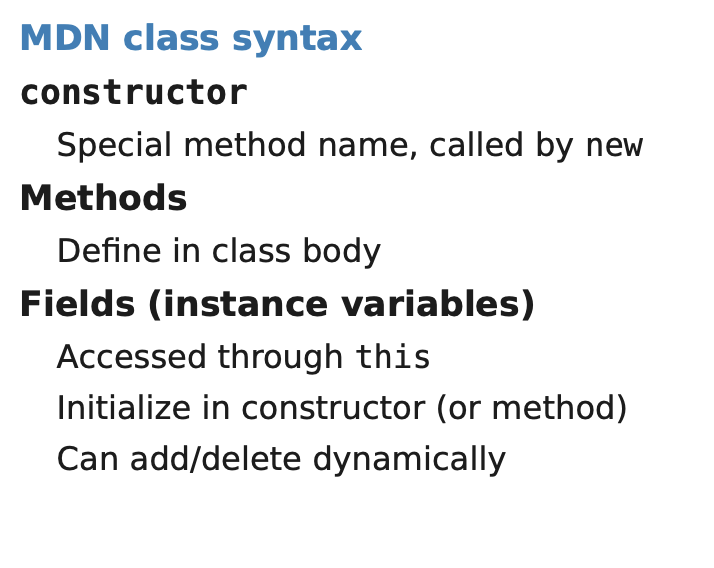 MDN class syntax
constructor
Special method name, called by new
Methods
Define in class body
Fields (instance variables)
Accessed through this
Initialize in constructor (or method)
Can add/delete dynamically